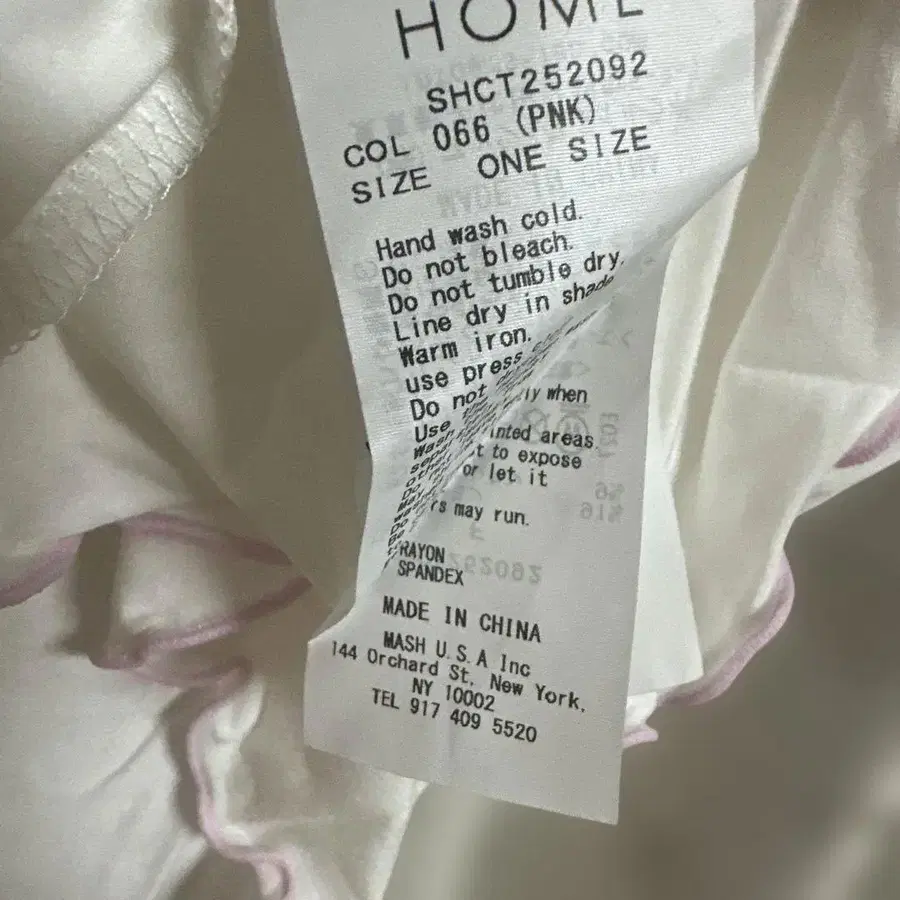 HOME
SHCT252092
COL 066 (PNK)
SIZE ONE SIZE
Hand wash cold.
Do not bleach.
Do not tumble dry.
Line dry in shade
Warm iron.
use press
Do not
Use when
Wash areas
to expose
or let it
may run.
RAYON
SPANDEX
MADE IN CHINA
MASH U.S.A Inc
144 Orchard St, New York,
NY 10002
TEL 917 409 5520